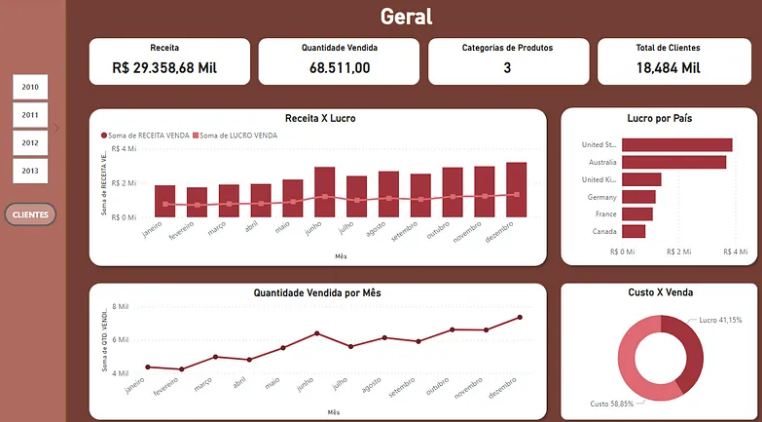 Geral
2010
2011
2012
2013
CLIENTES
Receita
R$ 29.358,68 Mil
Quantidade Vendida
68.511,00
Categorias de Produtos
3
Total de Clientes
18,484 Mil
Receita X Lucro
Soma de RECEITA VENDA Soma de LUCRO VENDA
Soma de RECEITA VE...
R$ 4 Mi
R$ 2 Mi
R$ 0 Mi
janeiro
fevereiro
março
abril
maio
junho
julho
agosto
setembro
outubro
novembro
dezembro
Mês
Lucro por País
United St...
Australia
United Ki...
Germany
France
Canada
R$ 0 Mi
R$ 2 Mi
R$ 4 Mi
Quantidade Vendida por Mês
Soma de QTD. VENDI...
8 Mil
6 Mil
4 Mil
janeiro
fevereiro
março
abril
maio
junho
julho
agosto
setembro
outubro
novembro
dezembro
Mês
Custo X Venda
Lucro 41,15%
Custo 58,85%